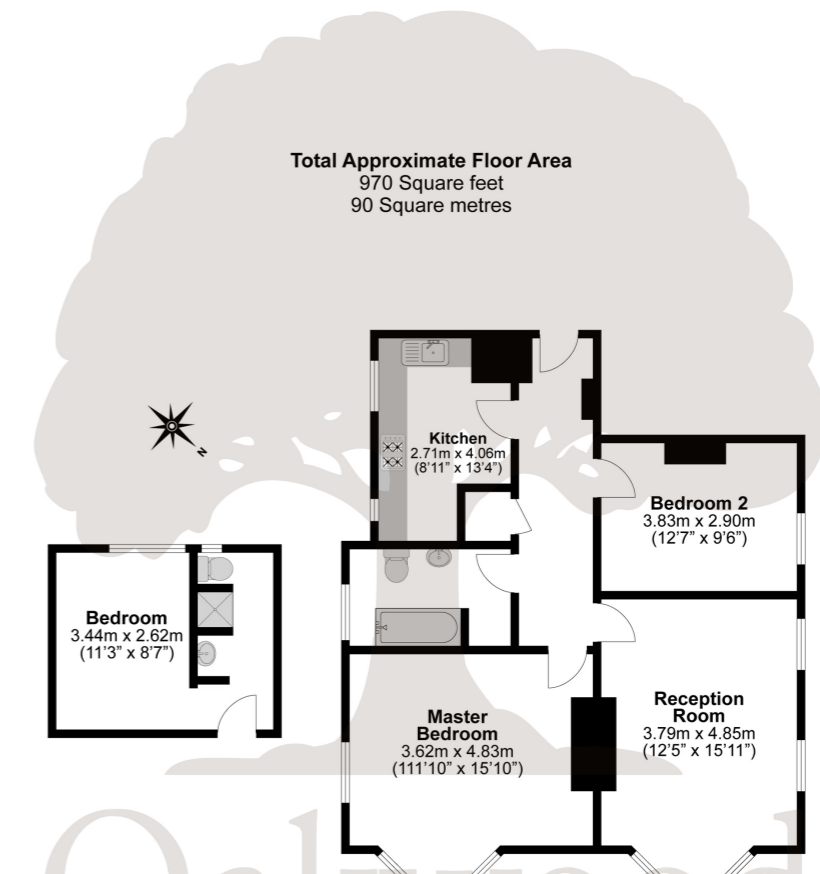 Total Approximate Floor Area
970 Square feet
90 Square metres
Kitchen
2.71m x 4.06m
(8'11" x 13'4")
Bedroom 2
3.83m x 2.90m
(12'7" x 9'6")
N
Bedroom
3.44m x 2.62m
(11'3" x 8'7")
Master
Bedroom
3.62m x 4.83m
(111'10" x 15'10")
Reception
Room
3.79m x 4.85m
(12'5" x 15'11")